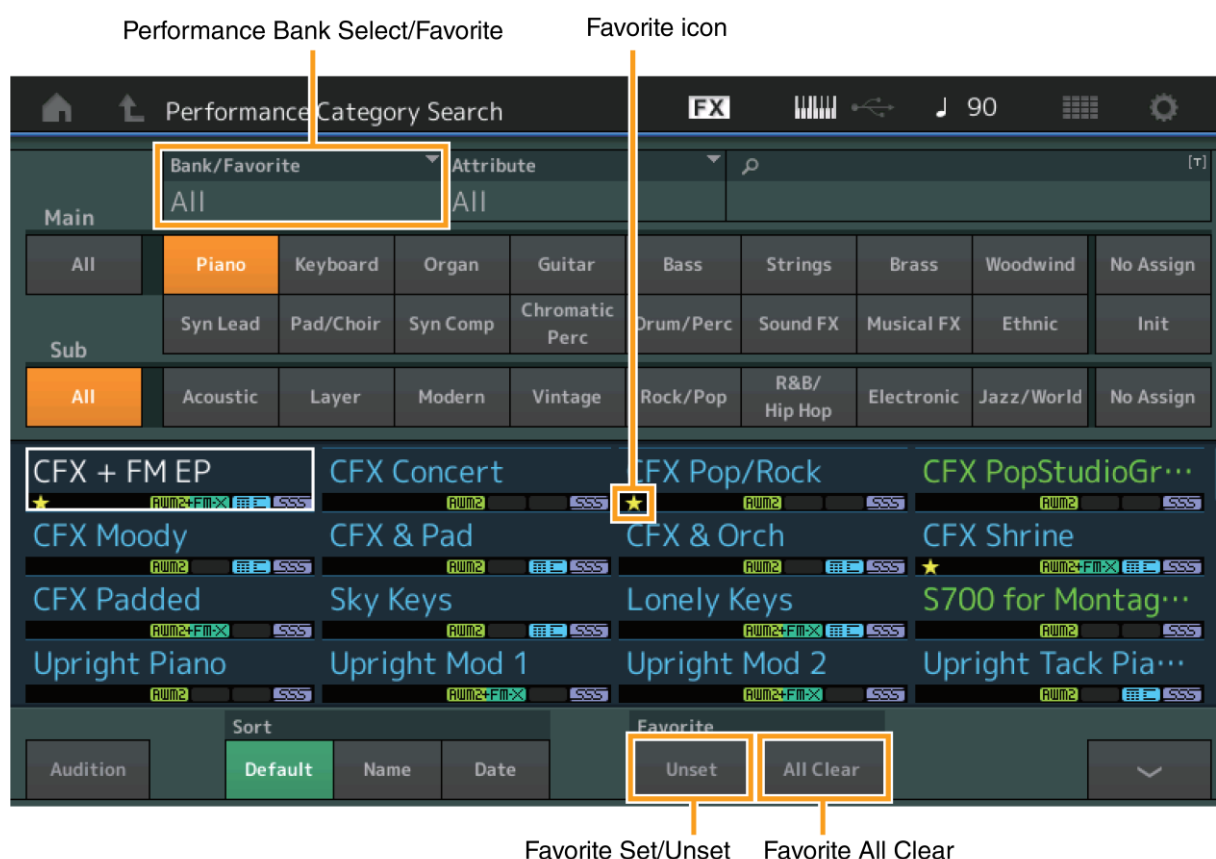 Performance Bank Select/Favorite Favorite icon
Performance Category Search FX 90
Bank/Favorite Attribute [T]
All All
Main
All Piano Keyboard Organ Guitar Bass Strings Brass Woodwind No Assign
Syn Lead Pad/Choir Syn Comp Chromatic Perc Drum/Perc Sound FX Musical FX Ethnic Init
Sub
All Acoustic Layer Modern Vintage Rock/Pop R&B/ Hip Hop Electronic Jazz/World No Assign
CFX + FM EP CFX Concert CFX Pop/Rock CFX PopStudioGr···
AWM2+FM-X SSS AWM2 SSS AWM2 SSS AWM2 SSS
CFX Moody CFX & Pad CFX & Orch CFX Shrine
AWM2 SSS AWM2 SSS AWM2 SSS AWM2+FM-X SSS
CFX Padded Sky Keys Lonely Keys S700 for Montag···
AWM2+FM-X SSS AWM2 SSS AWM2+FM-X SSS AWM2 SSS
Upright Piano Upright Mod 1 Upright Mod 2 Upright Tack Pia···
AWM2 SSS AWM2+FM-X SSS AWM2+FM-X SSS AWM2 SSS
Sort Favorite
Audition Default Name Date Unset All Clear
Favorite Set/Unset Favorite All Clear